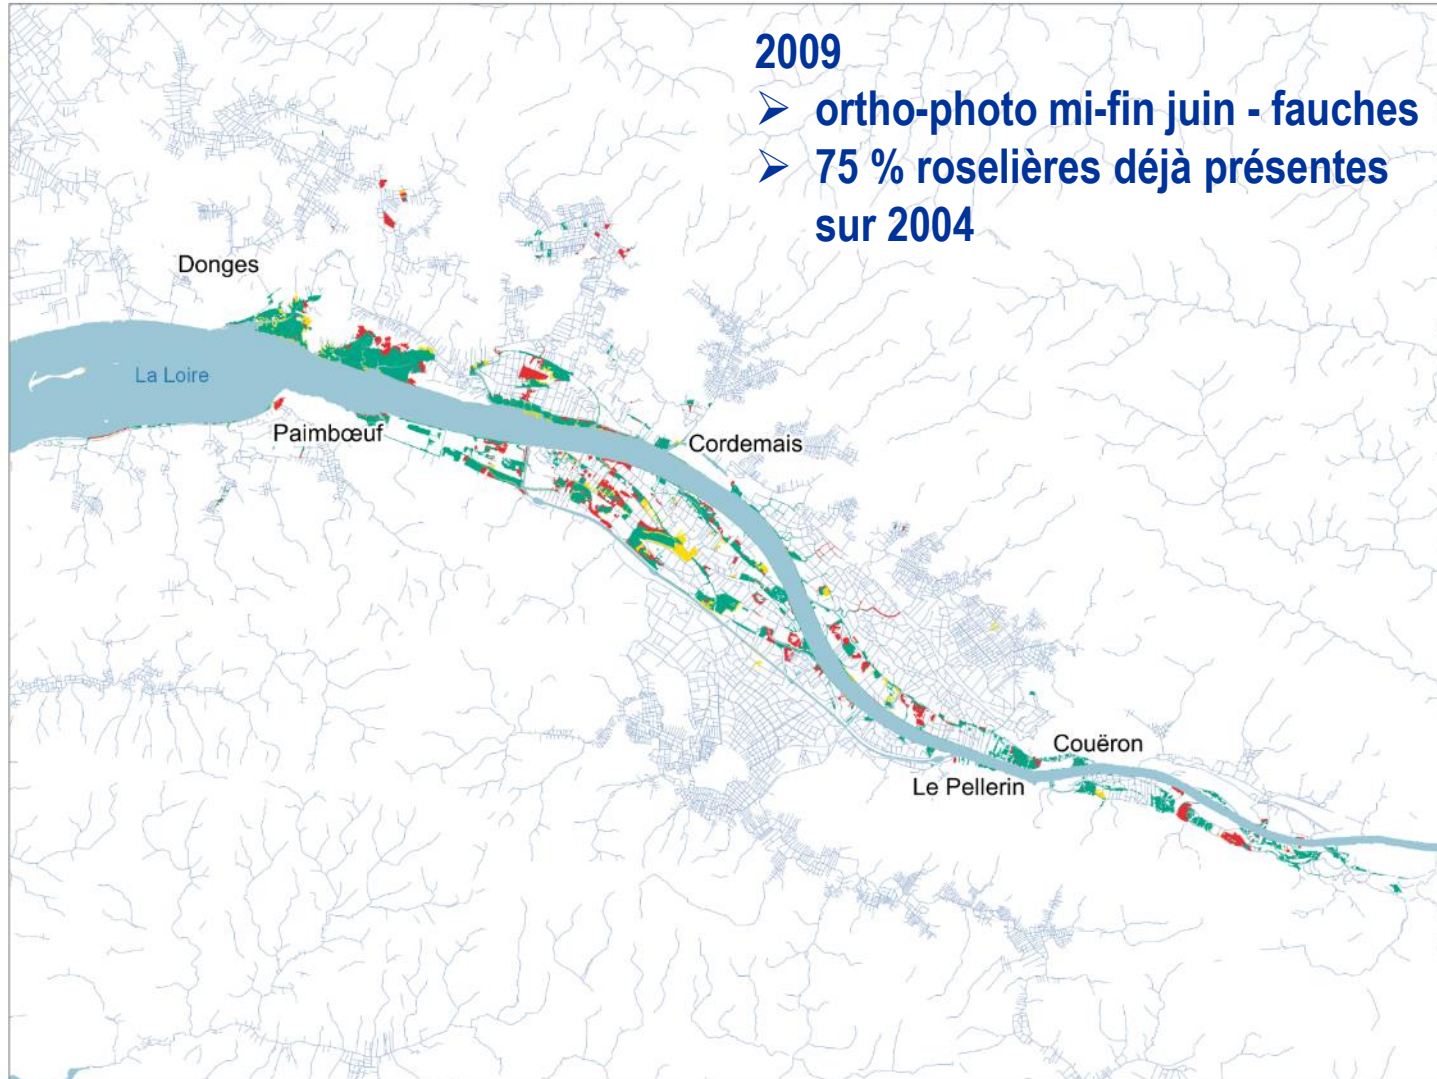 2009
➢ ortho-photo mi-fin juin - fauches
➢ 75 % roselières déjà présentes
sur 2004
Donges
La Loire
Paimbœuf
Cordemais
Couëron
Le Pellerin